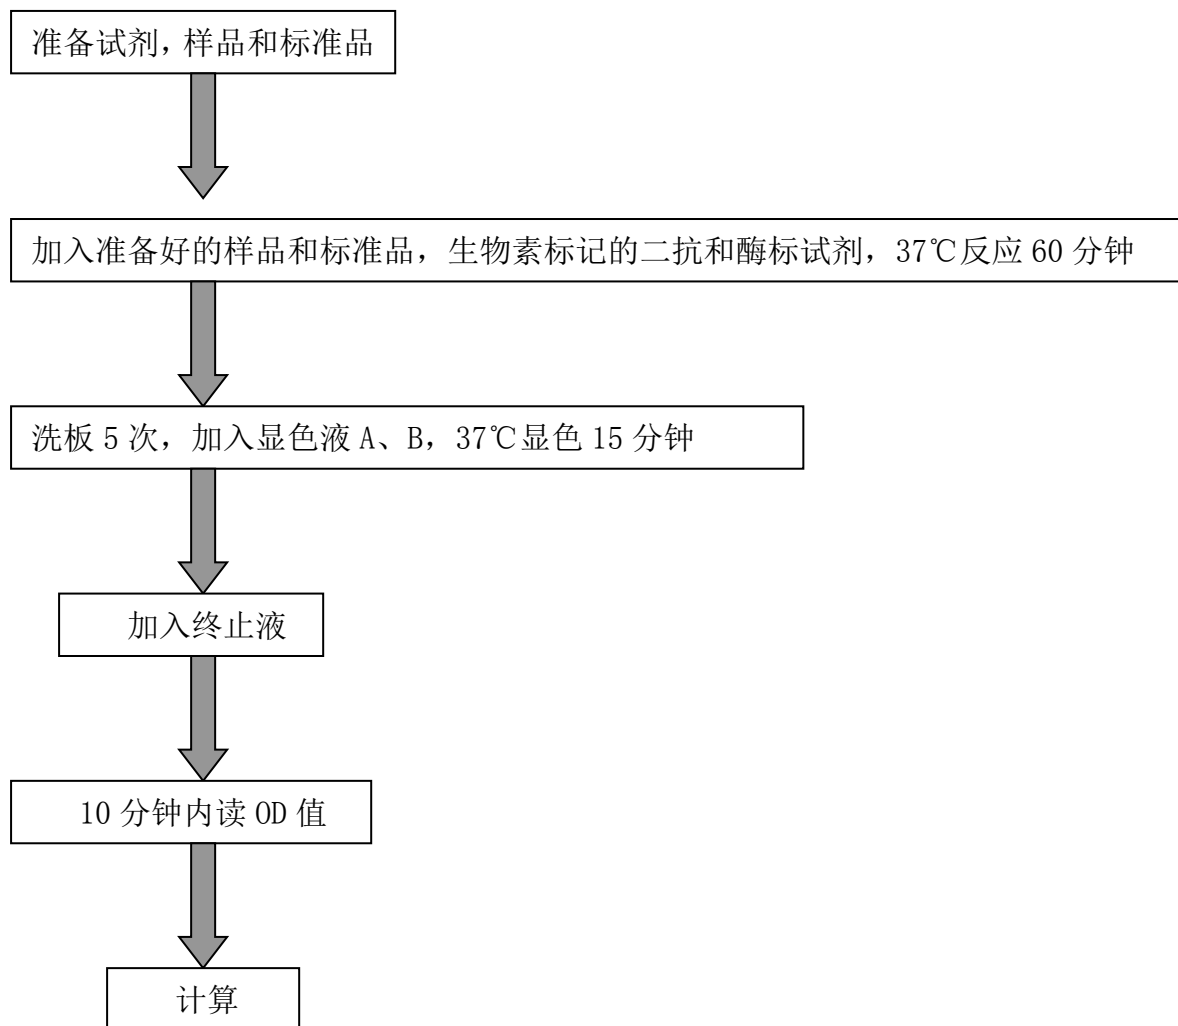 准备试剂，样品和标准品
加入准备好的样品和标准品，生物素标记的二抗和酶标试剂，37℃反应 60 分钟
洗板 5 次，加入显色液 A、B，37℃显色 15 分钟
加入终止液
10 分钟内读 OD 值
计算